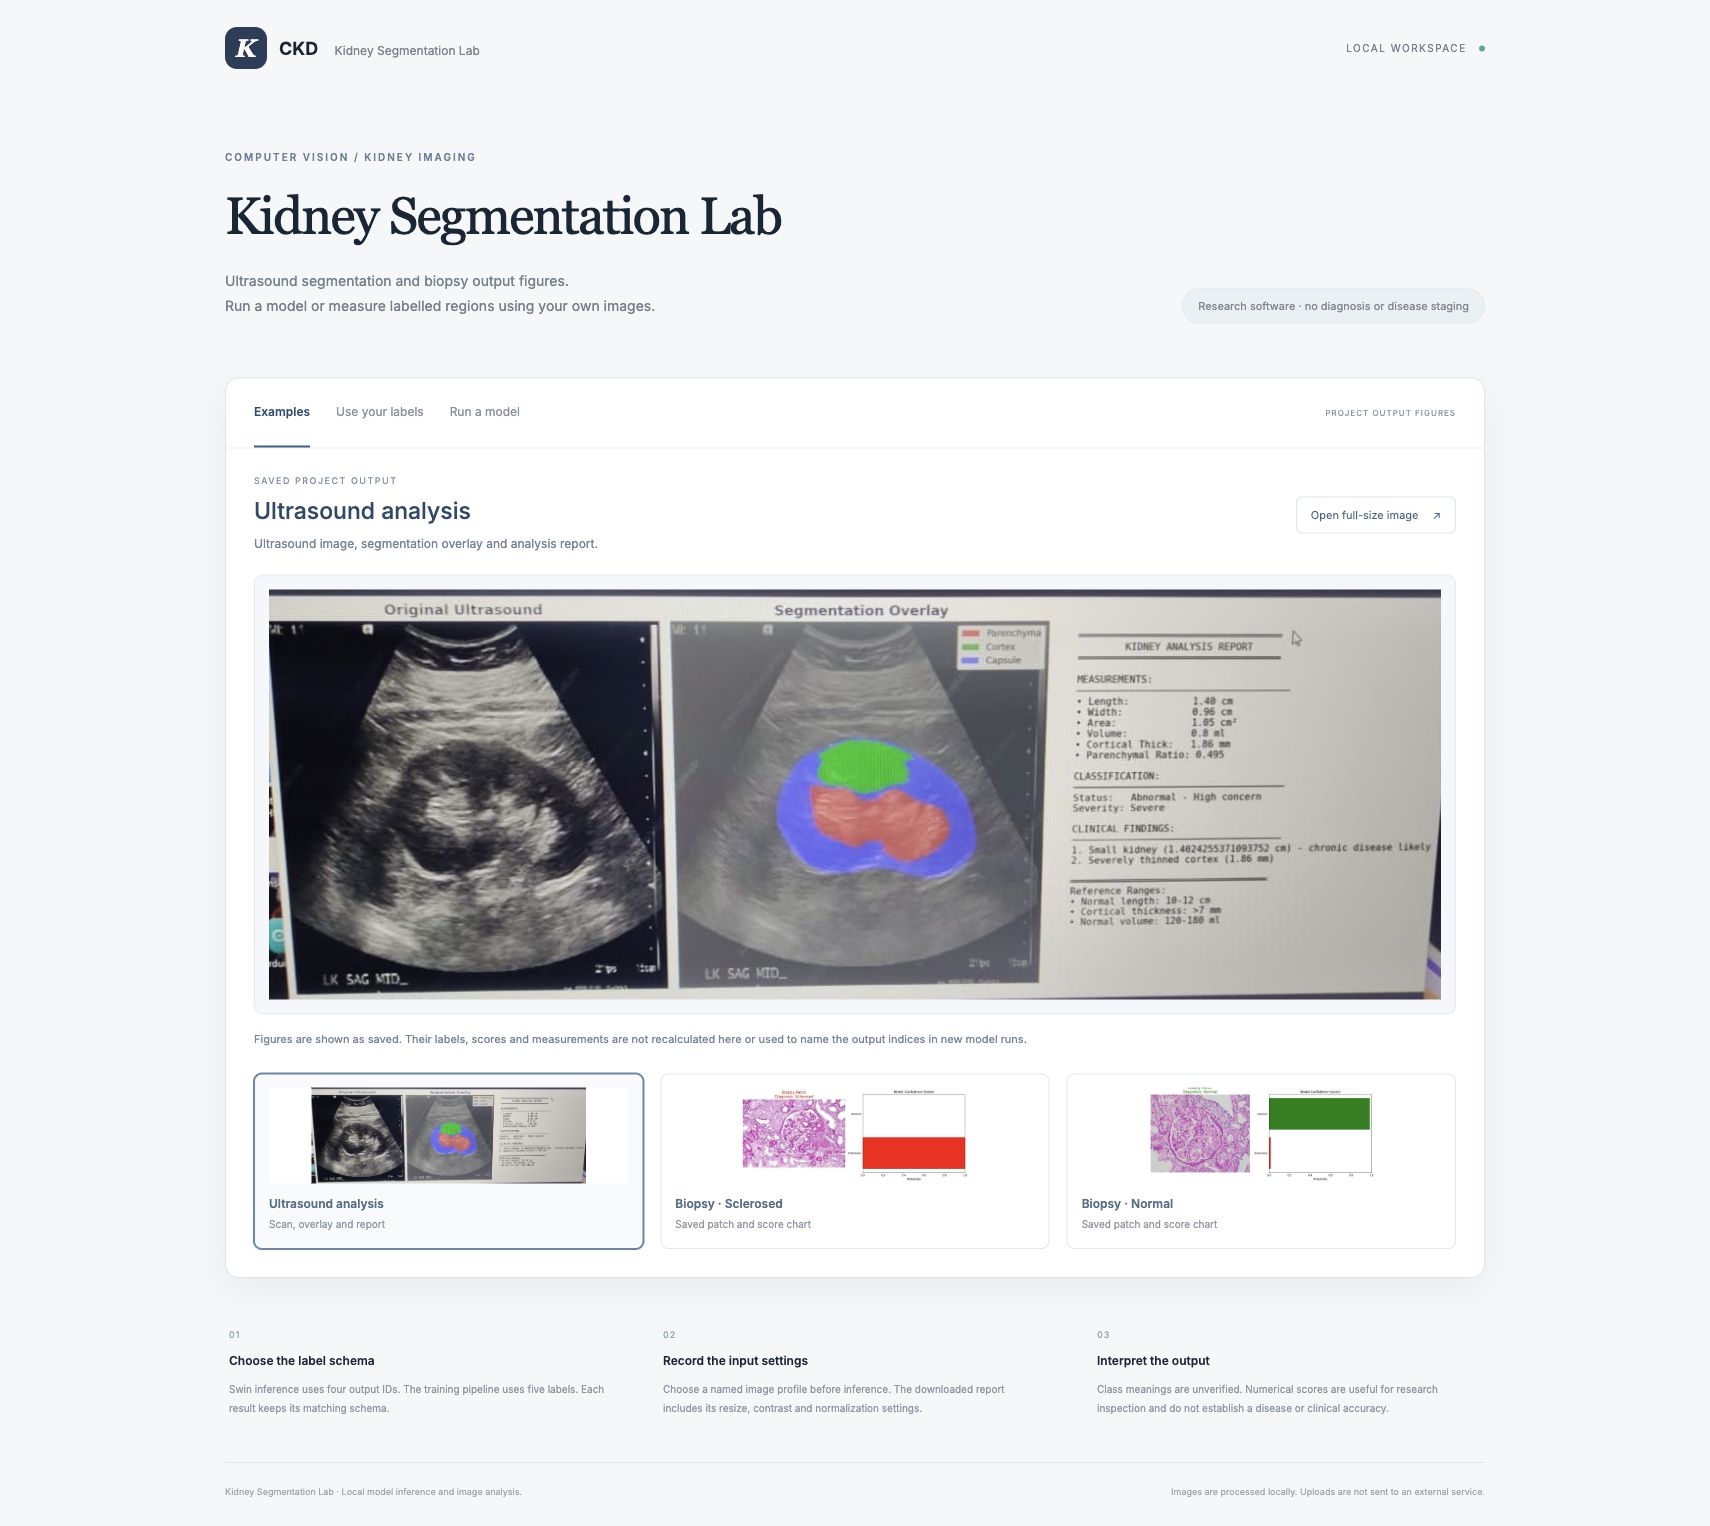 K
CKD
Kidney Segmentation Lab
LOCAL WORKSPACE
COMPUTER VISION / KIDNEY IMAGING
Kidney Segmentation Lab
Ultrasound segmentation and biopsy output figures.
Run a model or measure labelled regions using your own images.
Research software · no diagnosis or disease staging
Examples
Use your labels
Run a model
PROJECT OUTPUT FIGURES
SAVED PROJECT OUTPUT
Ultrasound analysis
Open full-size image
Ultrasound image, segmentation overlay and analysis report.
Original Ultrasound
LK SAG MID_
Segmentation Overlay
Parenchyma
Cortex
Capsule
LK SAG MID_
KIDNEY ANALYSIS REPORT
MEASUREMENTS:
• Length: 1.40 cm
• Width: 0.96 cm
• Area: 1.05 cm²
• Volume: 0.8 ml
• Cortical Thick: 1.86 mm
• Parenchymal Ratio: 0.495
CLASSIFICATION:
Status: Abnormal - High concern
Severity: Severe
CLINICAL FINDINGS:
1. Small kidney (1.4024255371093752 cm) - chronic disease likely
2. Severely thinned cortex (1.86 mm)
Reference Ranges:
• Normal length: 10-12 cm
• Cortical thickness: >7 mm
• Normal volume: 120-180 ml
Figures are shown as saved. Their labels, scores and measurements are not recalculated here or used to name the output indices in new model runs.
Ultrasound analysis
Scan, overlay and report
Biopsy Patch
Diagnosis: Sclerosed
Model Confidence Scores
Biopsy · Sclerosed
Saved patch and score chart
Diagnosis: Normal
Model Confidence Scores
Biopsy · Normal
Saved patch and score chart
01
Choose the label schema
Swin inference uses four output IDs. The training pipeline uses five labels. Each
result keeps its matching schema.
02
Record the input settings
Choose a named image profile before inference. The downloaded report
includes its resize, contrast and normalization settings.
03
Interpret the output
Class meanings are unverified. Numerical scores are useful for research
inspection and do not establish a disease or clinical accuracy.
Kidney Segmentation Lab · Local model inference and image analysis.
Images are processed locally. Uploads are not sent to an external service.